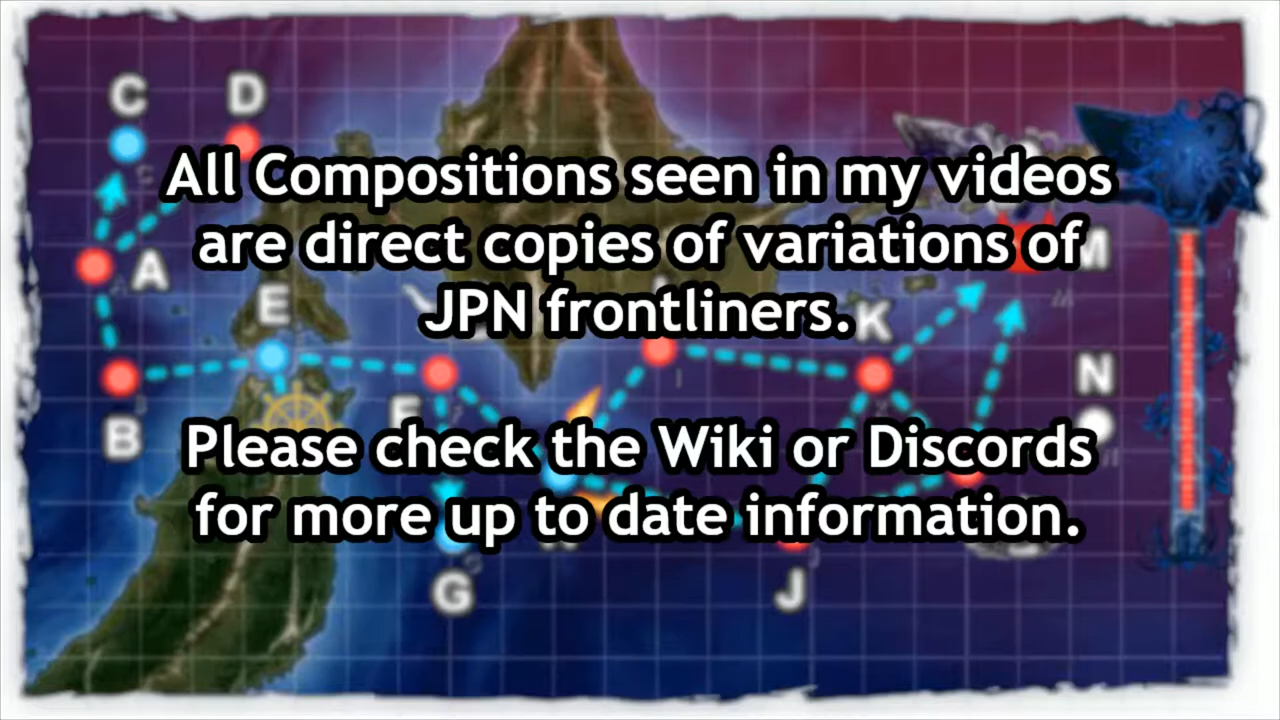 C D
All Compositions seen in my videos
are direct copies of variations of
JPN frontliners.
A
M
E
K
N
B
F
Please check the Wiki or Discords
for more up to date information.
G
J